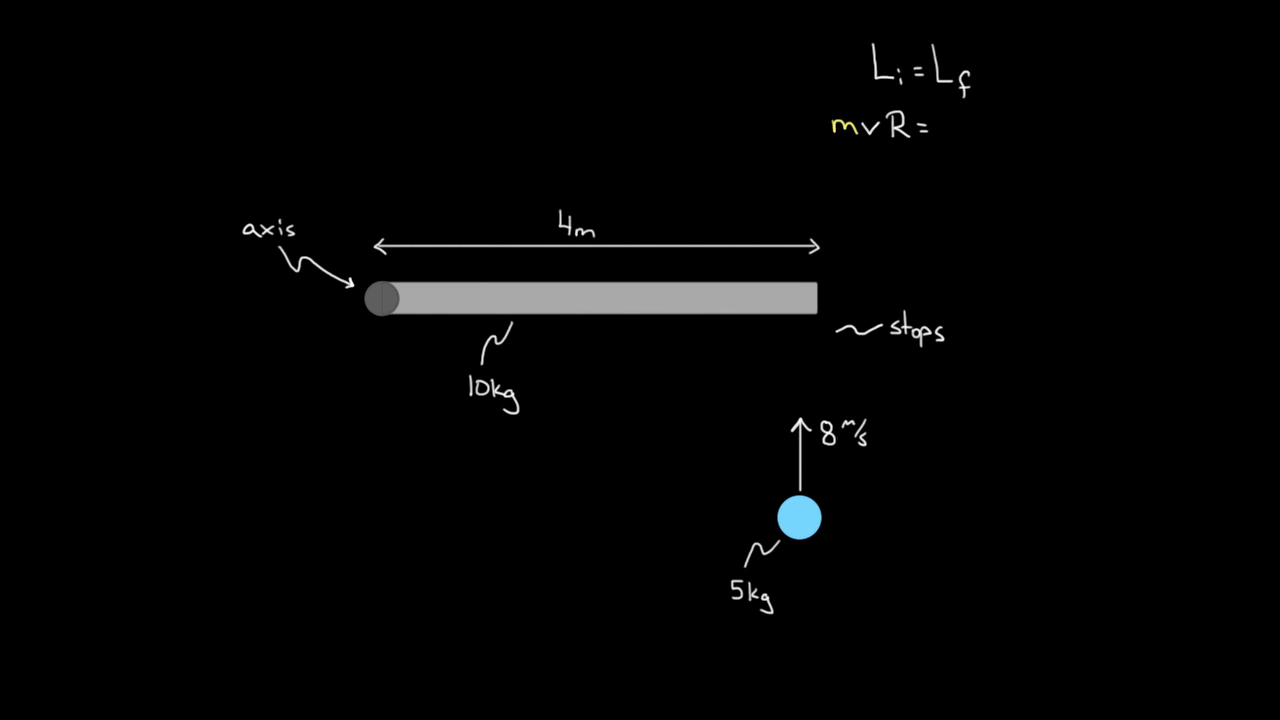 Li = Lf
mvR =
axis
4m
stops
10kg
8 m/s
5kg